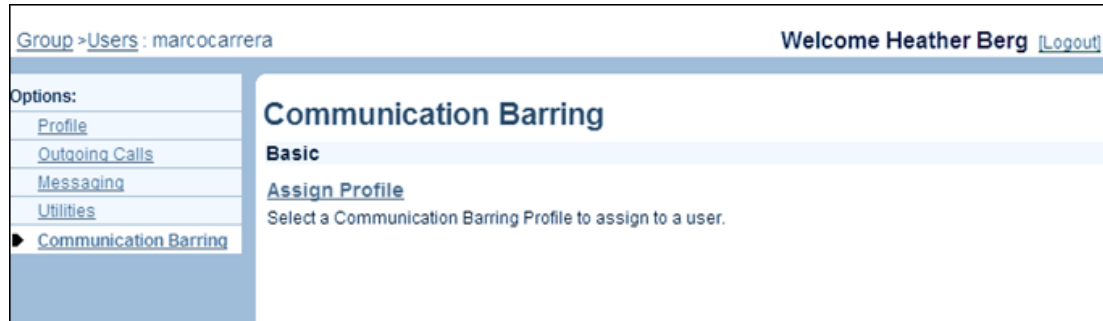 Group >Users : marcocarrera
Welcome Heather Berg [Logout]
Options:
Profile
Outgoing Calls
Messaging
Utilities
Communication Barring
Communication Barring
Basic
Assign Profile
Select a Communication Barring Profile to assign to a user.